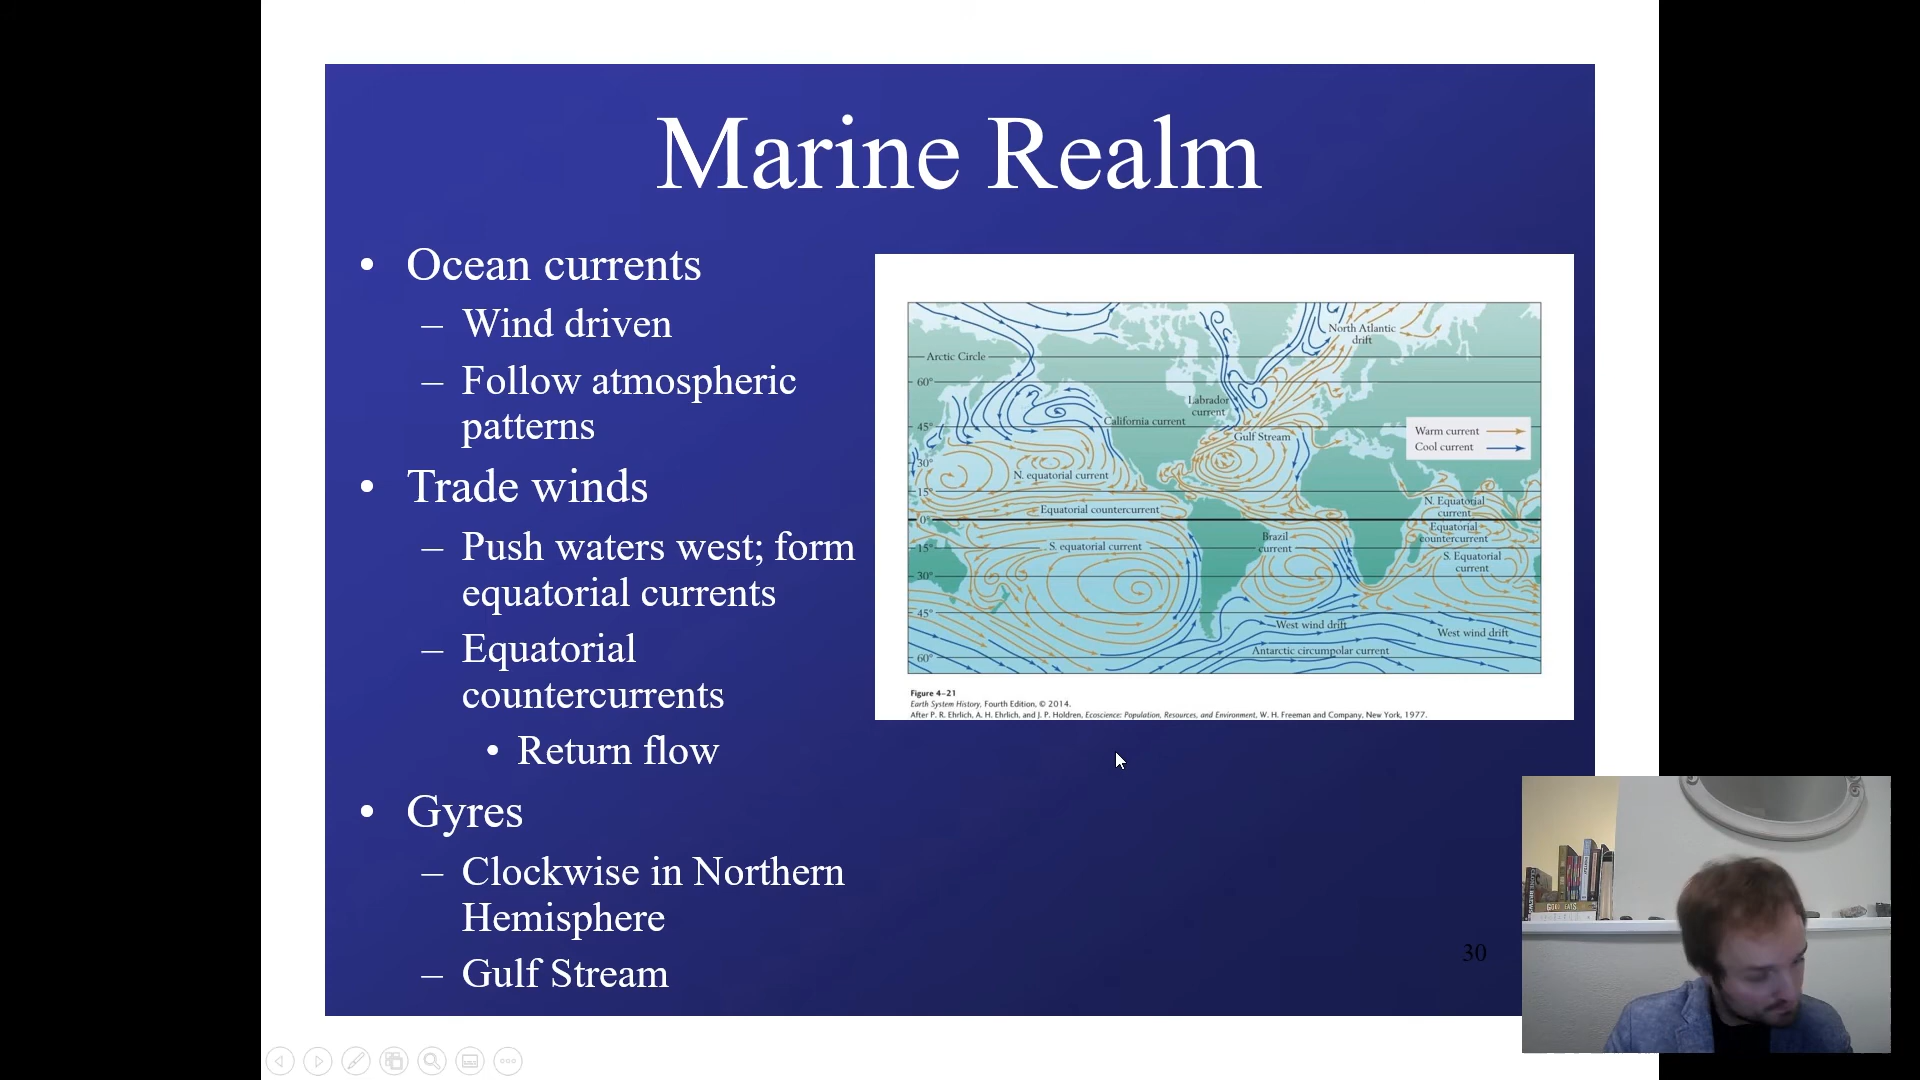 Marine Realm
• Ocean currents
– Wind driven
– Follow atmospheric
patterns
• Trade winds
– Push waters west; form
equatorial currents
– Equatorial
countercurrents
• Return flow
• Gyres
– Clockwise in Northern
Hemisphere
– Gulf Stream
North Atlantic
drift
Arctic Circle
60°
Labrador
current
California current
45°
Gulf Stream
Warm current
Cool current
30°
N. equatorial current
15°
N. Equatorial
current
Equatorial countercurrent
0°
Equatorial
countercurrent
Brazil
current
15°
S. equatorial current
S. Equatorial
current
30°
45°
West wind drift
West wind drift
Antarctic circumpolar current
60°
Figure 4–21
Earth System History, Fourth Edition, © 2014.
After P. R. Ehrlich, A. H. Ehrlich, and J. P. Holdren, Ecoscience: Population, Resources, and Environment, W. H. Freeman and Company, New York, 1977.
30